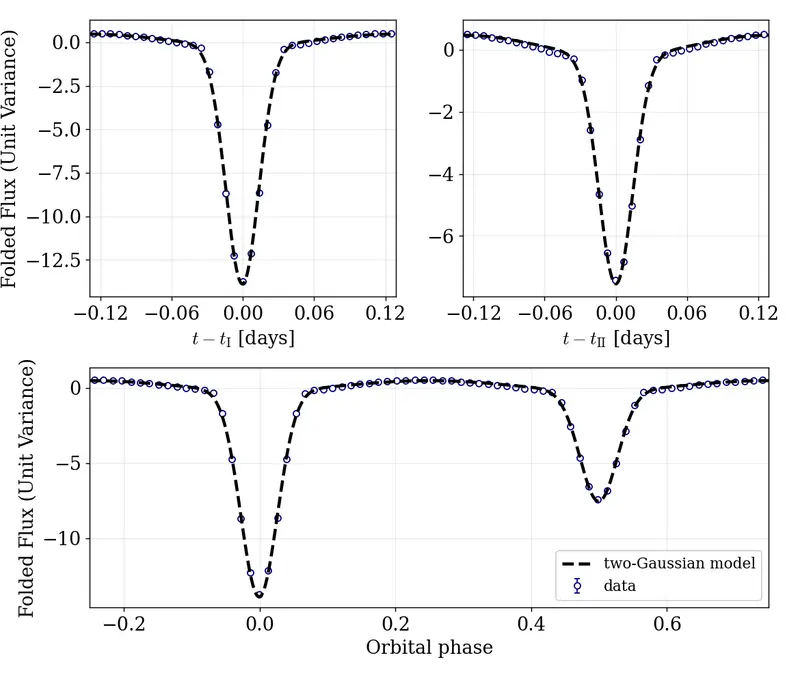 Folded Flux (Unit Variance)
0.0
−2.5
−5.0
−7.5
−10.0
−12.5
−0.12 −0.06 0.00 0.06 0.12
t − t_I [days]
0
−2
−4
−6
−0.12 −0.06 0.00 0.06 0.12
t − t_II [days]
Folded Flux (Unit Variance)
0
−5
−10
two-Gaussian model
data
−0.2 0.0 0.2 0.4 0.6
Orbital phase